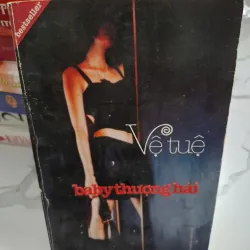 bestseller
Vệ tuệ
baby thượng hải